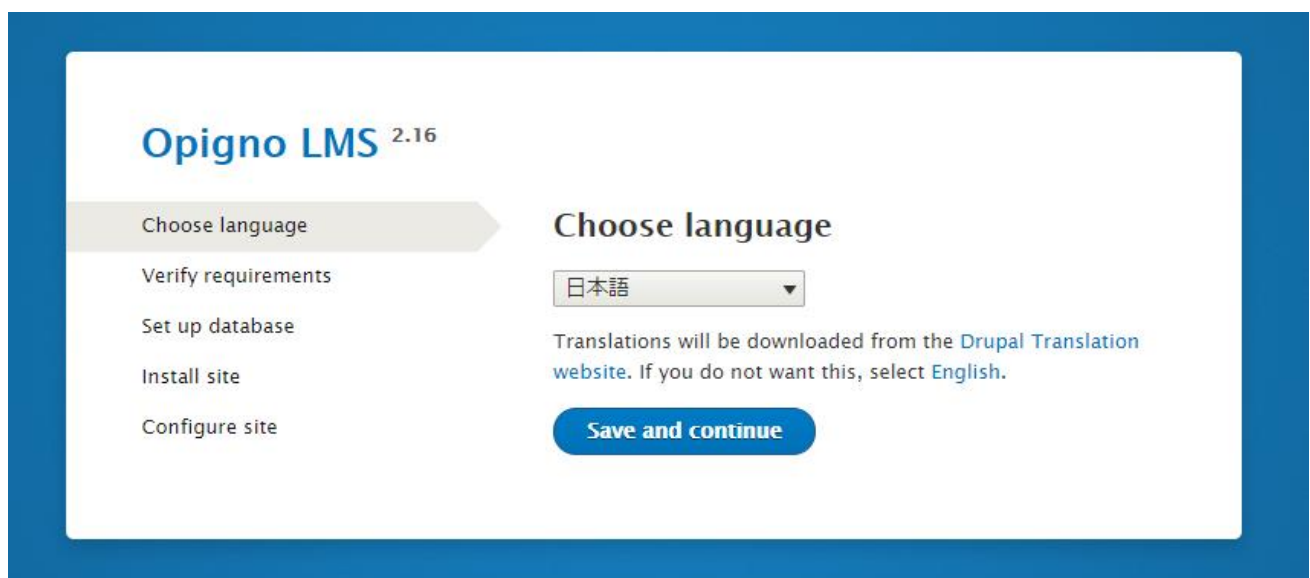 Opigno LMS 2.16
Choose language
Verify requirements
Set up database
Install site
Configure site
Choose language
日本語
Translations will be downloaded from the Drupal Translation
website. If you do not want this, select English.
Save and continue